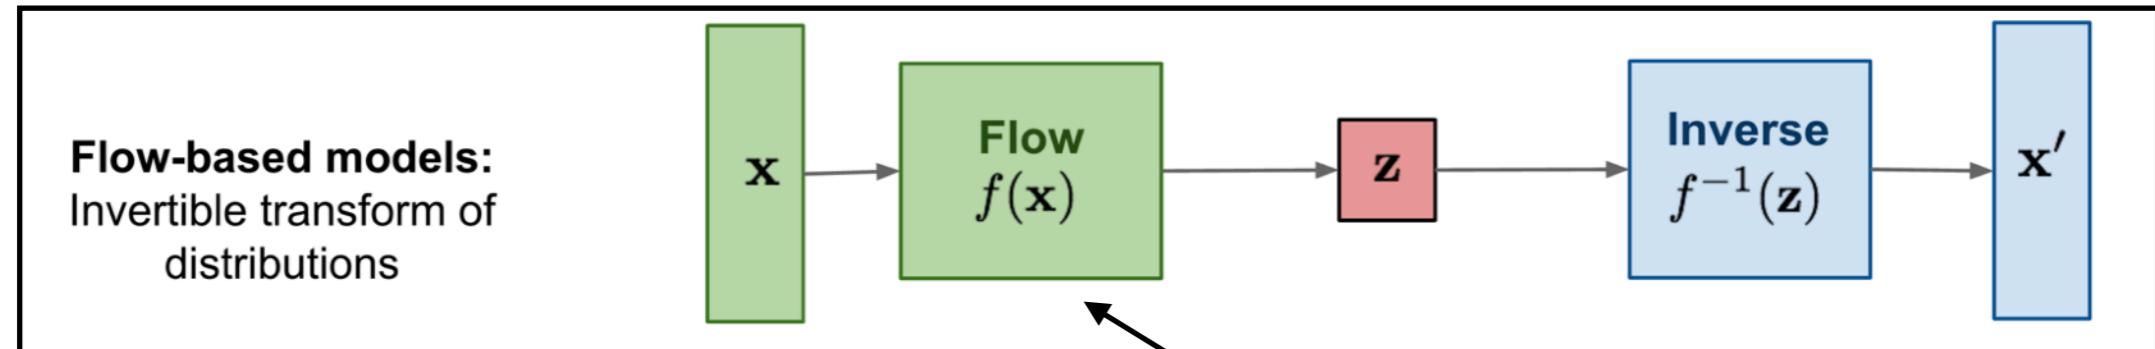 Flow-based models:
Invertible transform of
distributions
x
Flow
f(x)
z
Inverse
f⁻¹(z)
x′